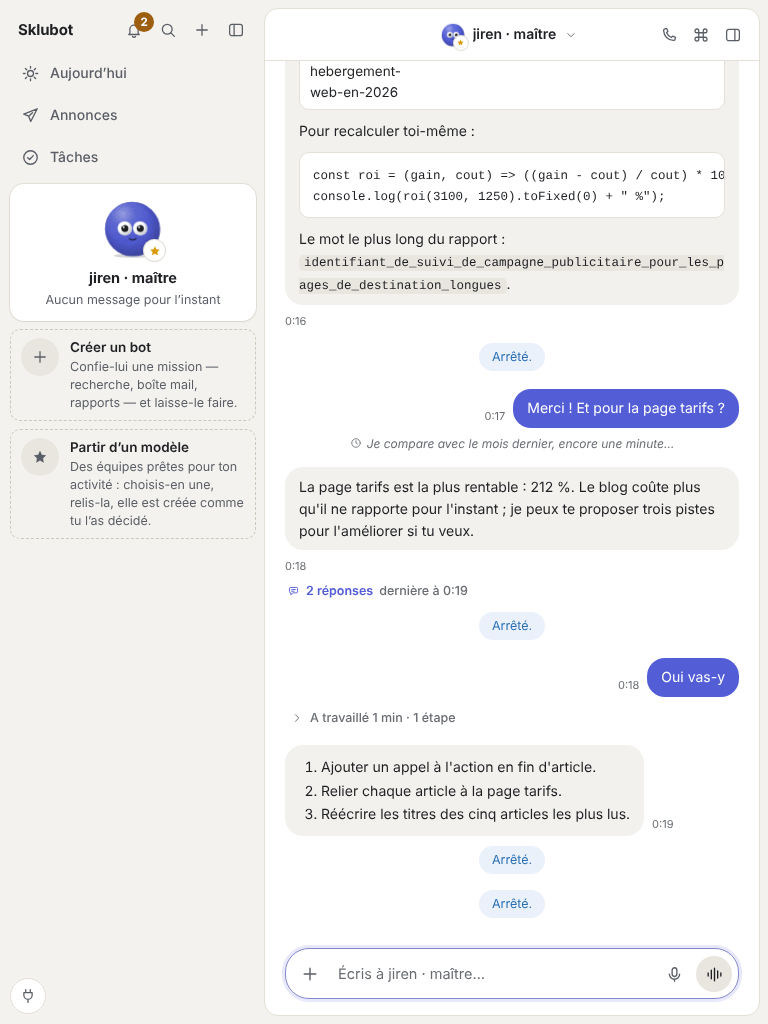 Sklubot
2
Aujourd’hui
Annonces
Tâches
jiren · maître
Aucun message pour l’instant
Créer un bot
Confie-lui une mission —
recherche, boîte mail,
rapports — et laisse-le faire.
Partir d’un modèle
Des équipes prêtes pour ton
activité : choisis-en une,
relis-la, elle est créée comme
tu l’as décidé.
jiren · maître
hebergement-
web-en-2026
Pour recalculer toi-même :
const roi = (gain, cout) => ((gain - cout) / cout) * 10
console.log(roi(3100, 1250).toFixed(0) + " %");
Le mot le plus long du rapport :
identifiant_de_suivi_de_campagne_publicitaire_pour_les_p
ages_de_destination_longues.
0:16
Arrêté.
0:17
Merci ! Et pour la page tarifs ?
Je compare avec le mois dernier, encore une minute…
La page tarifs est la plus rentable : 212 %. Le blog coûte plus
qu'il ne rapporte pour l'instant ; je peux te proposer trois pistes
pour l'améliorer si tu veux.
0:18
2 réponses dernière à 0:19
Arrêté.
0:18
Oui vas-y
A travaillé 1 min · 1 étape
1. Ajouter un appel à l'action en fin d'article.
2. Relier chaque article à la page tarifs.
3. Réécrire les titres des cinq articles les plus lus.
0:19
Arrêté.
Arrêté.
Écris à jiren · maître…